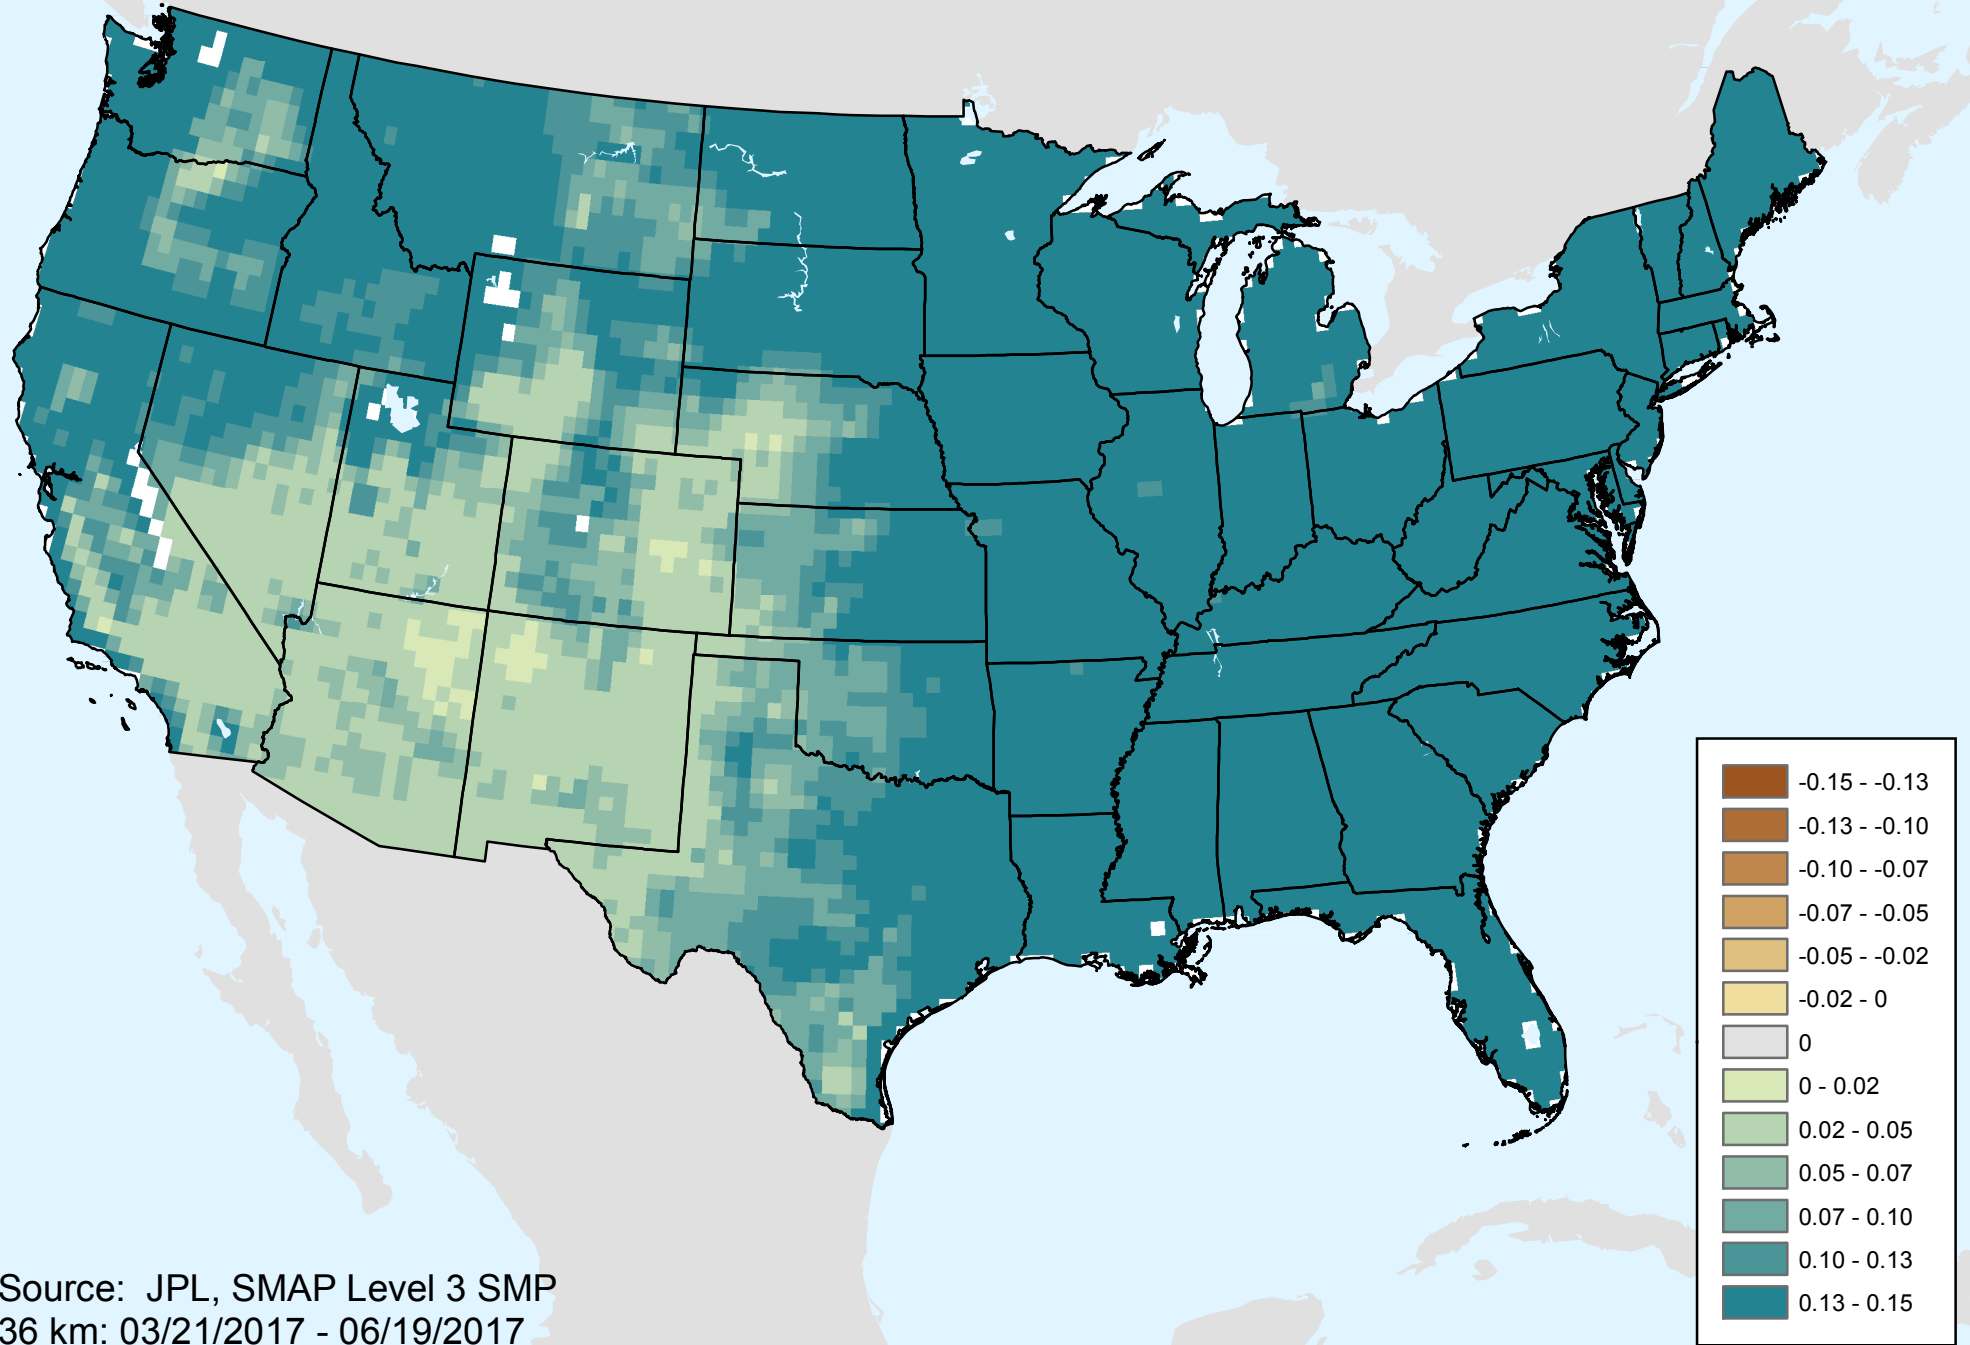 -0.15 - -0.13
-0.13 - -0.10
-0.10 - -0.07
-0.07 - -0.05
-0.05 - -0.02
-0.02 - 0
0
0 - 0.02
0.02 - 0.05
0.05 - 0.07
0.07 - 0.10
0.10 - 0.13
0.13 - 0.15
Source: JPL, SMAP Level 3 SMP
36 km: 03/21/2017 - 06/19/2017